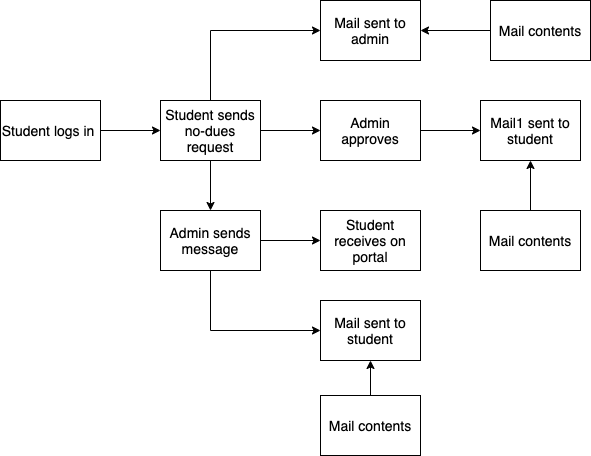 Mail sent to
admin
Mail contents
Student logs in
Student sends
no-dues
request
Admin
approves
Mail1 sent to
student
Admin sends
message
Student
receives on
portal
Mail contents
Mail sent to
student
Mail contents